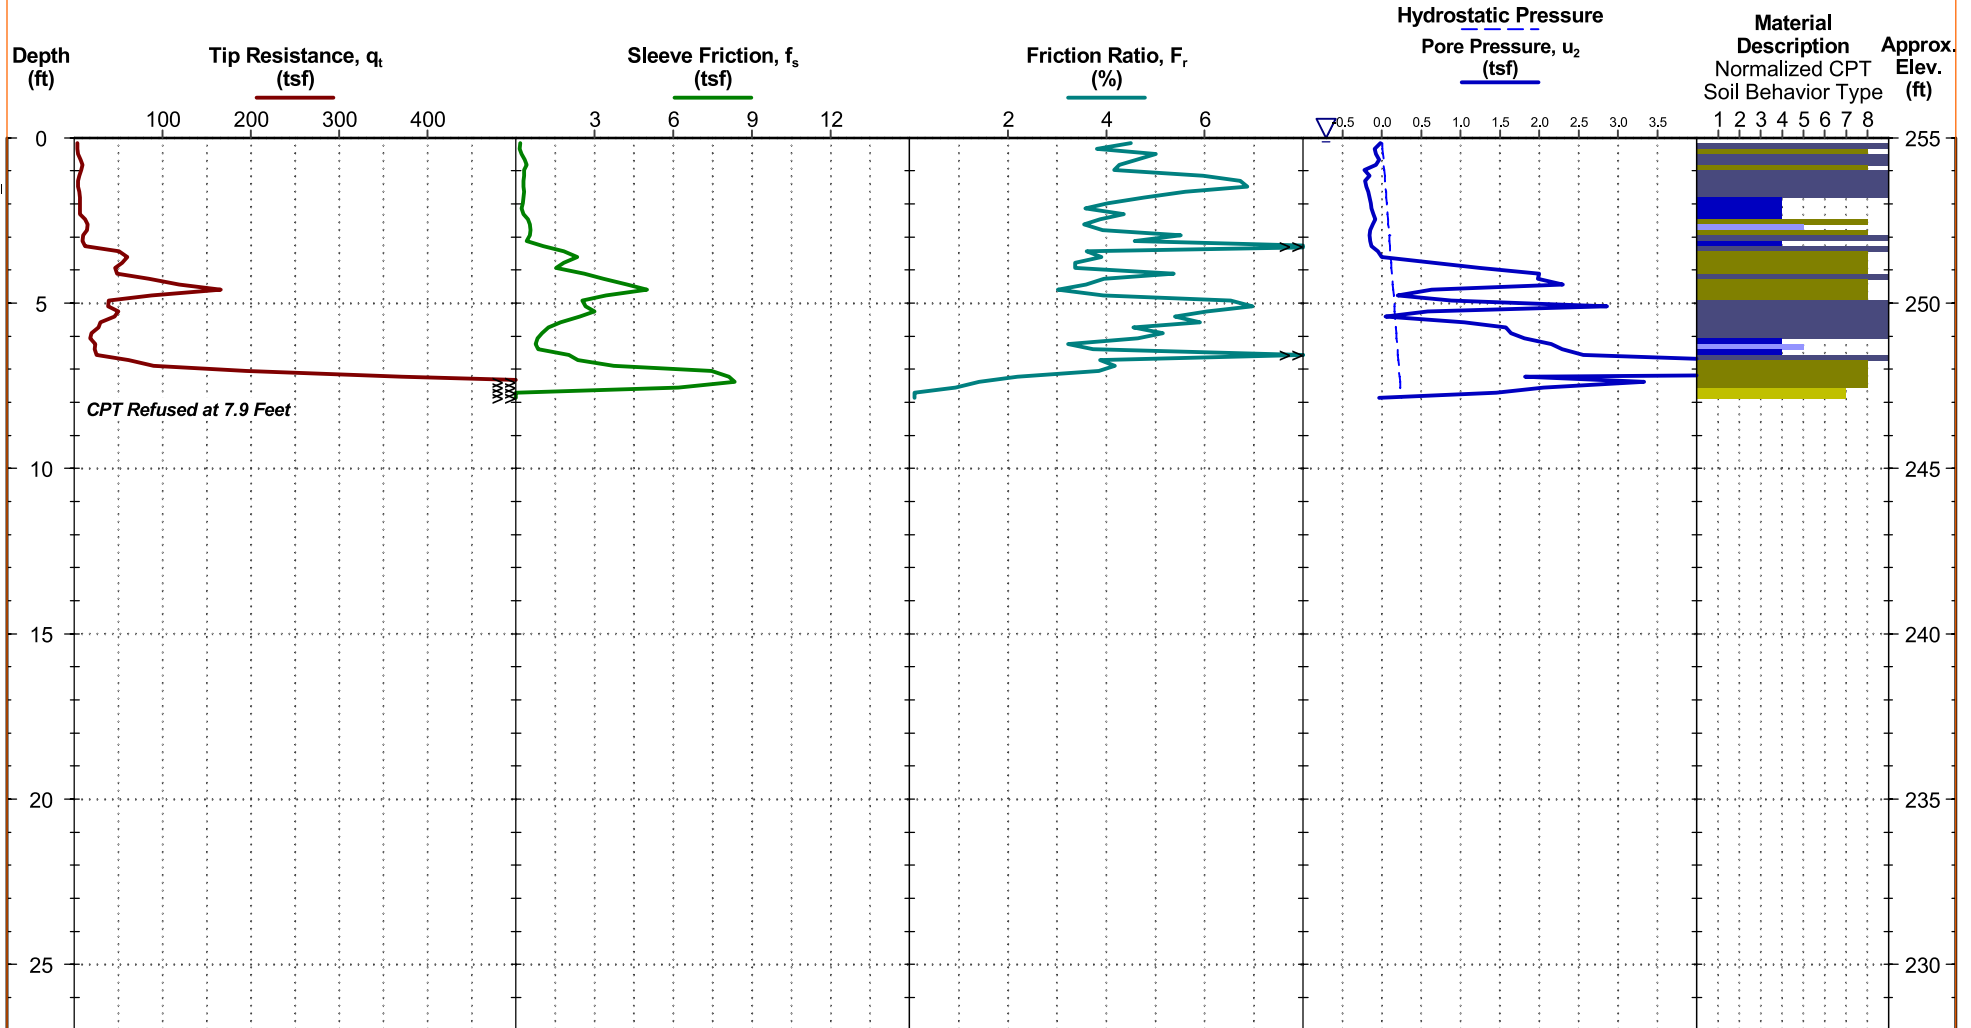 Depth
(ft)
Tip Resistance, qt
(tsf)
Sleeve Friction, fs
(tsf)
Friction Ratio, Fr
(%)
Hydrostatic Pressure
Pore Pressure, u2
(tsf)
Material
Description
Normalized CPT
Soil Behavior Type
Approx.
Elev.
(ft)
100 200 300 400
3 6 9 12
2 4 6
-0.5 0.0 0.5 1.0 1.5 2.0 2.5 3.0 3.5
1 2 3 4 5 6 7 8
0 255
5 250
CPT Refused at 7.9 Feet
10 245
15 240
20 235
25 230